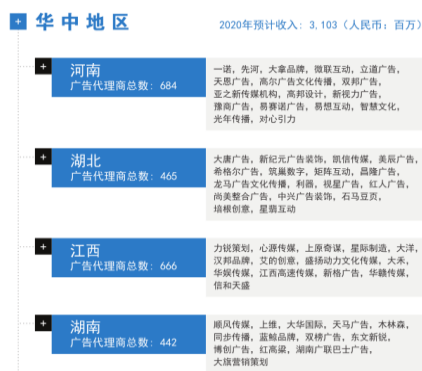 华中地区
2020年预计收入: 3,103 (人民币: 百万)
河南
广告代理商总数: 684
一诺, 先河, 大拿品牌, 微联互动, 立道广告,
天恩广告, 高尔广告文化传播, 双邦广告,
亚之新传媒机构, 高邦设计, 新视力广告,
豫商广告, 易赛诺广告, 易想互动, 智慧文化,
光年传播, 对心引力
湖北
广告代理商总数: 465
大唐广告, 新纪元广告装饰, 凯信传媒, 美辰广告,
希格尔广告, 筑巢数字, 矩阵互动, 昌隆广告,
龙马广告文化传播, 利器, 视星广告, 红人广告,
尚美整合广告, 中兴广告装饰, 石马豆页,
培根创意, 星翡互动
江西
广告代理商总数: 666
力锐策划, 心源传媒, 上原奇谋, 星际制造, 大洋,
汉邦品牌, 艾的创意, 盛扬动力文化传媒, 大禾,
华娱传媒, 江西高速传媒, 新格广告, 华赣传媒,
信和天盛
湖南
广告代理商总数: 442
顺风传媒, 上维, 大华国际, 天马广告, 木林森,
同步传播, 蓝鲸品牌, 双榜广告, 东文新锐,
博创广告, 红高梁, 湖南广联巴士广告,
大旗营销策划